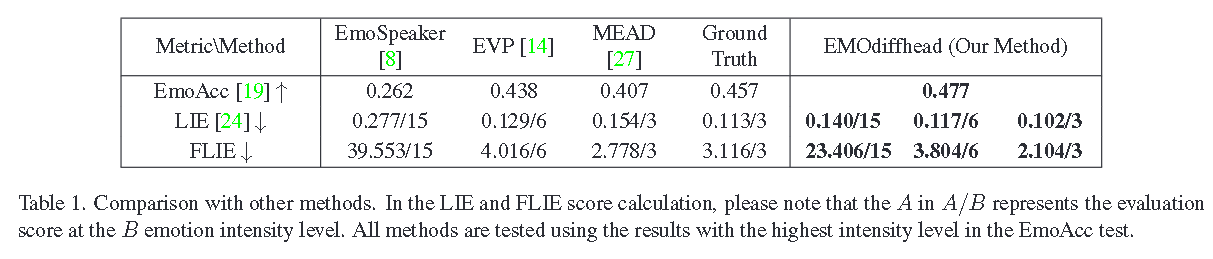 Metric\Method EmoSpeaker [8] EVP [14] MEAD [27] Ground Truth EMOdiffhead (Our Method)
EmoAcc [19] ↑ 0.262 0.438 0.407 0.457 0.477
LIE [24] ↓ 0.277/15 0.129/6 0.154/3 0.113/3 0.140/15 0.117/6 0.102/3
FLIE ↓ 39.553/15 4.016/6 2.778/3 3.116/3 23.406/15 3.804/6 2.104/3
Table 1. Comparison with other methods. In the LIE and FLIE score calculation, please note that the A in A/B represents the evaluation
score at the B emotion intensity level. All methods are tested using the results with the highest intensity level in the EmoAcc test.